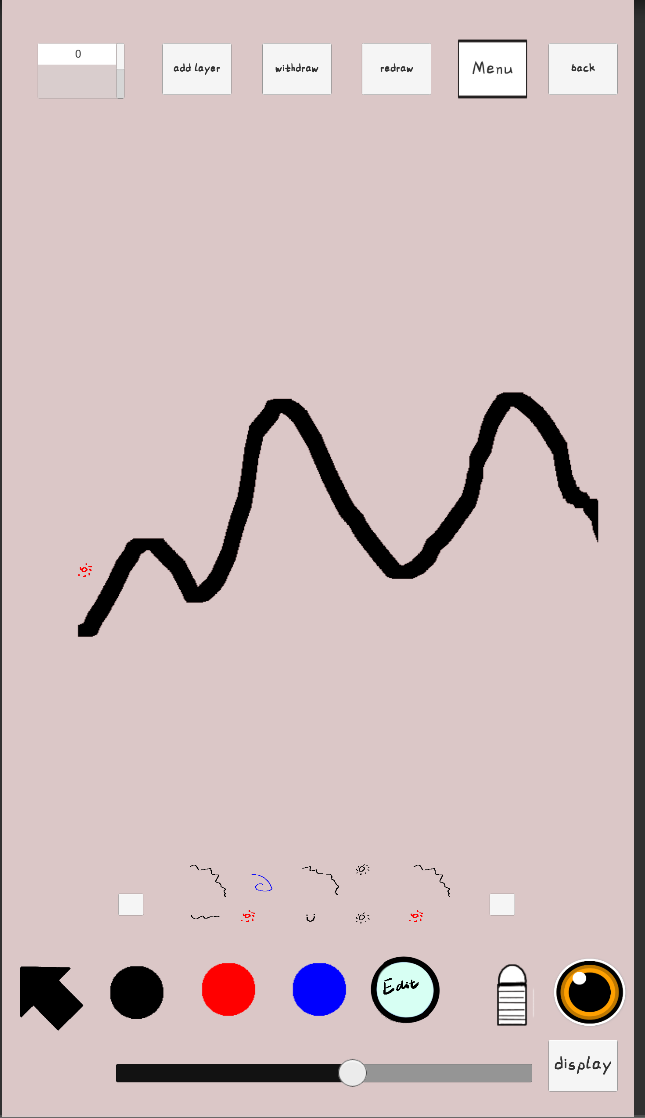 0
add layer
withdraw
redraw
Menu
back
Edit
display